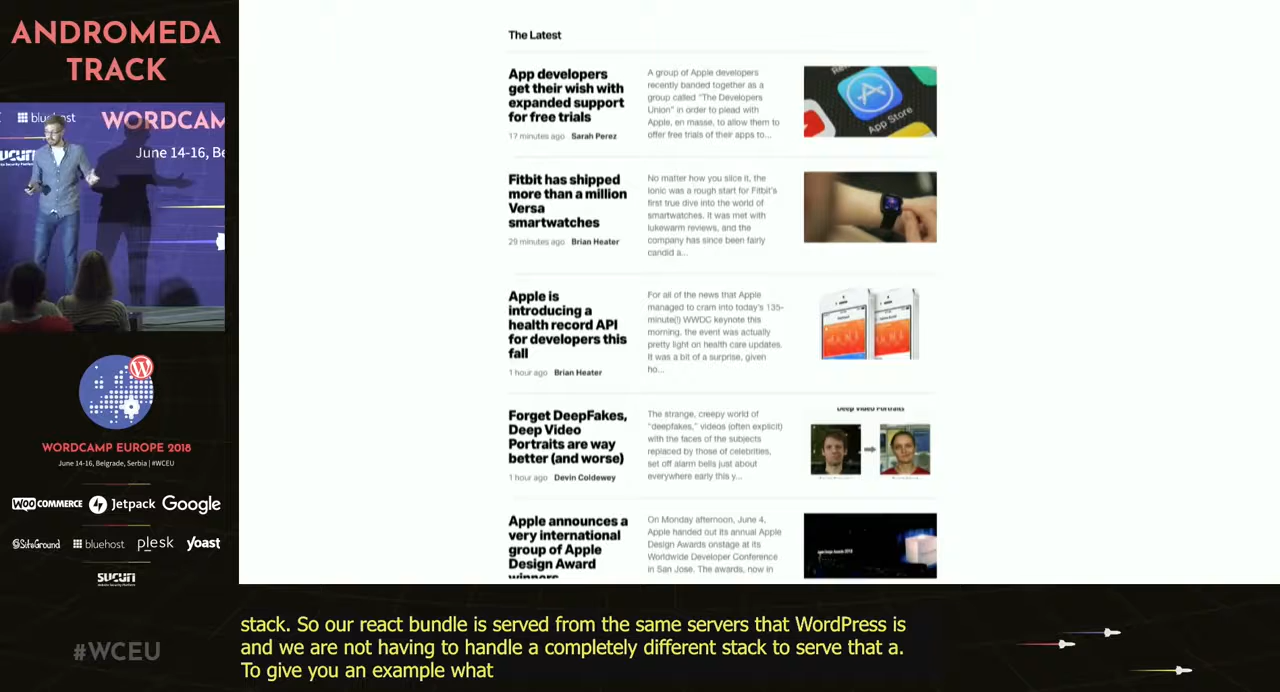 ANDROMEDA
TRACK
bluehost
WORDCAM
sucuri
June 14-16, Be
WORDCAMP EUROPE 2018
June 14-16, Belgrade, Serbia | #WCEU
WOO COMMERCE Jetpack Google
SiteGround bluehost plesk yoast
sucuri
#WCEU
The Latest
App developers
get their wish with
expanded support
for free trials
17 minutes ago Sarah Perez
A group of Apple developers
recently banded together as a
group called "The Developers
Union" in order to plead with
Apple, en masse, to allow them to
offer free trials of their apps to...
App Store
Fitbit has shipped
more than a million
Versa
smartwatches
29 minutes ago Brian Heater
No matter how you slice it, the
Ionic was a rough start for Fitbit's
first true dive into the world of
smartwatches. It was met with
lukewarm reviews, and the
company has since been fairly
candid a...
Apple is
introducing a
health record API
for developers this
fall
1 hour ago Brian Heater
For all of the news that Apple
managed to cram into today's 135-
minute(!) WWDC keynote this
morning, the event was actually
pretty light on health care updates.
It was a bit of a surprise, given
ho...
Forget DeepFakes,
Deep Video
Portraits are way
better (and worse)
1 hour ago Devin Coldewey
The strange, creepy world of
"deepfakes," videos (often explicit)
with the faces of the subjects
replaced by those of celebrities,
set off alarm bells just about
everywhere early this y...
Deep Video Portraits
Apple announces a
very international
group of Apple
Design Award
winners
On Monday afternoon, June 4,
Apple handed out its annual Apple
Design Awards onstage at its
Worldwide Developer Conference
in San Jose. The awards, now in
stack. So our react bundle is served from the same servers that WordPress is
and we are not having to handle a completely different stack to serve that a.
To give you an example what